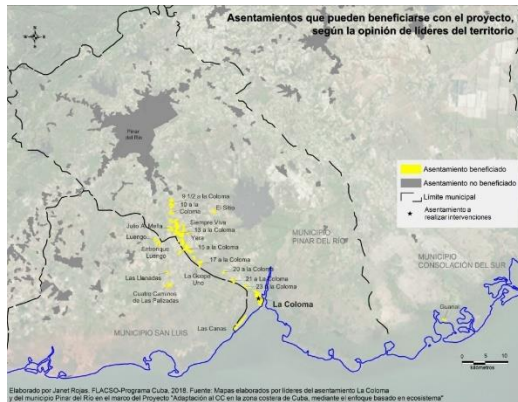 Asentamientos que pueden beneficiarse con el proyecto,
según la opinión de líderes del territorio
Pinar
del Río
Asentamiento beneficiado
Asentamiento no beneficiado
Límite municipal
Asentamiento a
realizar intervenciones
9 1/2 a la Coloma
10 a la
Coloma
El Sitio
Julio A. Mella
Siempre Viva
Luengo
13 a la Coloma
Yara
Entronque
Luengo
15 a la Coloma
MUNICIPIO
PINAR DEL RÍO
17 a la Coloma
MUNICIPIO
CONSOLACIÓN DEL SUR
Las Llanadas
La Guapa
Uno
20 a la Coloma
21 a La Coloma
Cuatro Caminos
de Las Palizadas
23 a la Coloma
La Coloma
Guanal
MUNICIPIO SAN LUIS
Las Canas
0 5 10
kilómetros
Elaborado por Janet Rojas. FLACSO-Programa Cuba, 2018. Fuente: Mapas elaborados por líderes del asentamiento La Coloma
y del municipio Pinar del Río en el marco del Proyecto "Adaptación al CC en la zona costera de Cuba, mediante el enfoque basado en ecosistema"